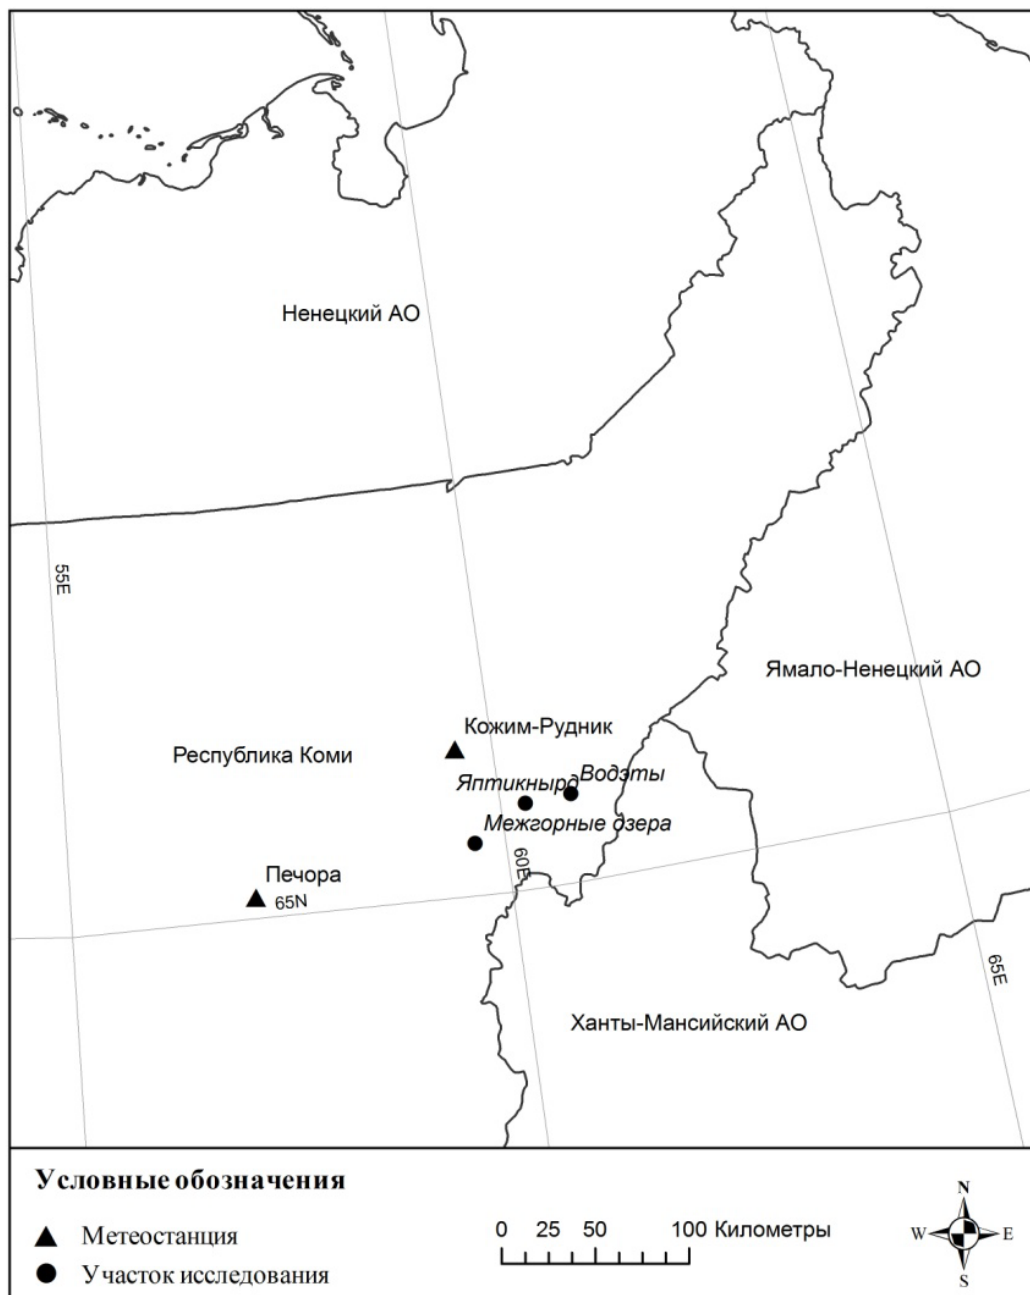 Ненецкий АО
55E
Ямало-Ненецкий АО
Кожим-Рудник
Республика Коми
Яптикнырд
Водэты
Межгорные озера
60E
Печора
65N
65E
Ханты-Мансийский АО
Условные обозначения
Метеостанция
Участок исследования
0 25 50 100 Километры
N
W E
S